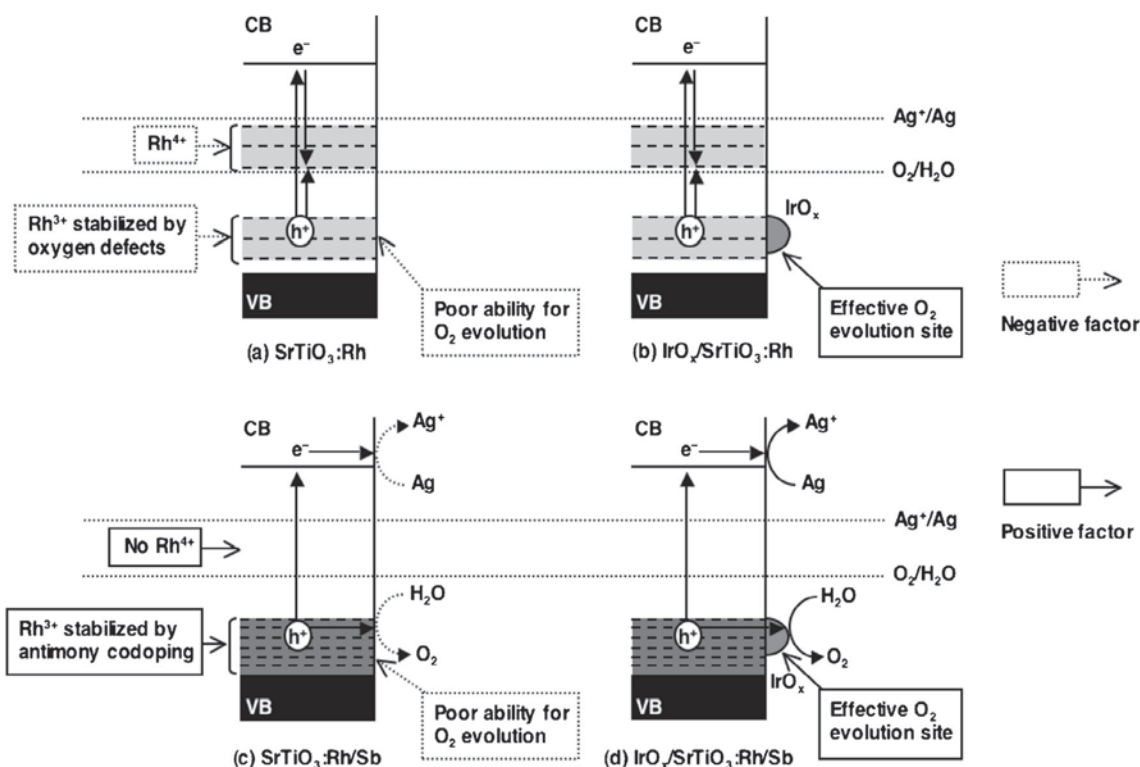 CB
e⁻
Rh⁴⁺
Rh³⁺ stabilized by
oxygen defects
h⁺
VB
Poor ability for
O₂ evolution
(a) SrTiO₃:Rh
CB
e⁻
Ag⁺/Ag
O₂/H₂O
IrOₓ
h⁺
VB
Effective O₂
evolution site
(b) IrOₓ/SrTiO₃:Rh
Negative factor
CB
e⁻
Ag⁺
Ag
No Rh⁴⁺
Rh³⁺ stabilized by
antimony codoping
h⁺
H₂O
O₂
VB
Poor ability for
O₂ evolution
(c) SrTiO₃:Rh/Sb
CB
e⁻
Ag⁺
Ag
Ag⁺/Ag
O₂/H₂O
h⁺
H₂O
O₂
IrOₓ
VB
Effective O₂
evolution site
(d) IrOₓ/SrTiO₃:Rh/Sb
Positive factor